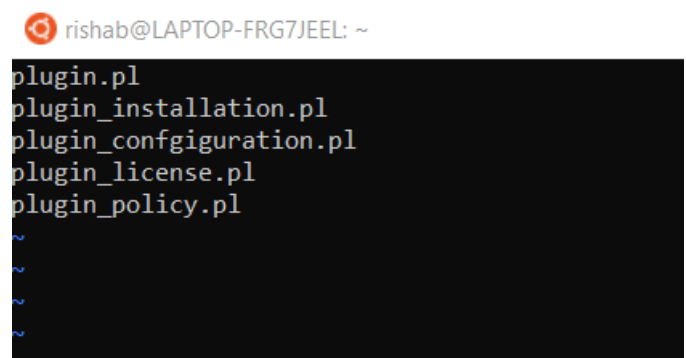 rishab@LAPTOP-FRG7JEEL: ~
plugin.pl
plugin_installation.pl
plugin_confgiguration.pl
plugin_license.pl
plugin_policy.pl
~
~
~
~